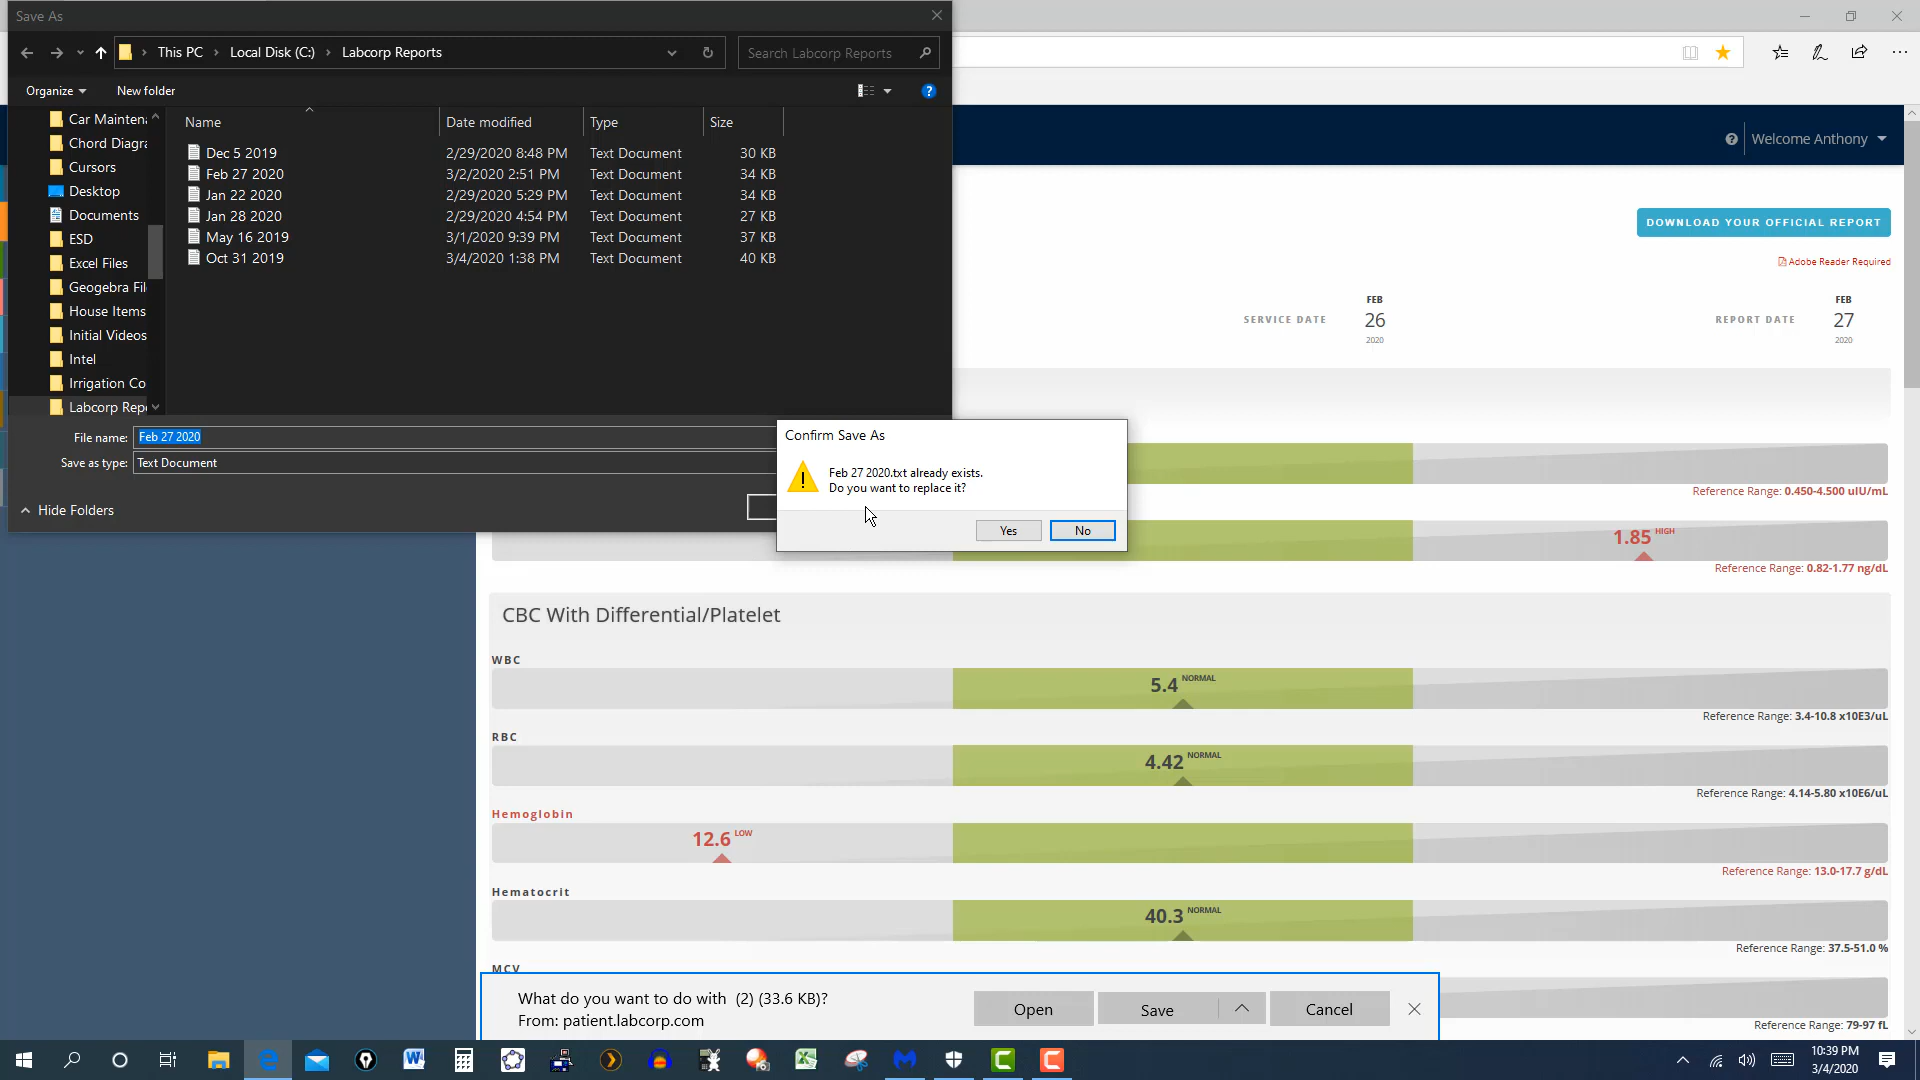 Save As
This PC
Local Disk (C:)
Labcorp Reports
Search Labcorp Reports
Organize
New folder
?
Car Mainten
Chord Diagra
Cursors
Desktop
Documents
ESD
Excel Files
Geogebra Fil
House Items
Initial Videos
Intel
Irrigation Co
Labcorp Rep
Name
Date modified
Type
Size
Dec 5 2019 2/29/2020 8:48 PM Text Document 30 KB
Feb 27 2020 3/2/2020 2:51 PM Text Document 34 KB
Jan 22 2020 2/29/2020 5:29 PM Text Document 34 KB
Jan 28 2020 2/29/2020 4:54 PM Text Document 27 KB
May 16 2019 3/1/2020 9:39 PM Text Document 37 KB
Oct 31 2019 3/4/2020 1:38 PM Text Document 40 KB
File name: Feb 27 2020
Save as type: Text Document
Hide Folders
Confirm Save As
Feb 27 2020.txt already exists.
Do you want to replace it?
Yes
No
? Welcome Anthony
DOWNLOAD YOUR OFFICIAL REPORT
Adobe Reader Required
SERVICE DATE
FEB
26
2020
REPORT DATE
FEB
27
2020
Reference Range: 0.450-4.500 uIU/mL
1.85 HIGH
Reference Range: 0.82-1.77 ng/dL
CBC With Differential/Platelet
WBC
5.4 NORMAL
Reference Range: 3.4-10.8 x10E3/uL
RBC
4.42 NORMAL
Reference Range: 4.14-5.80 x10E6/uL
Hemoglobin
12.6 LOW
Reference Range: 13.0-17.7 g/dL
Hematocrit
40.3 NORMAL
Reference Range: 37.5-51.0 %
MCV
Reference Range: 79-97 fL
What do you want to do with (2) (33.6 KB)?
From: patient.labcorp.com
Open
Save
Cancel
10:39 PM
3/4/2020